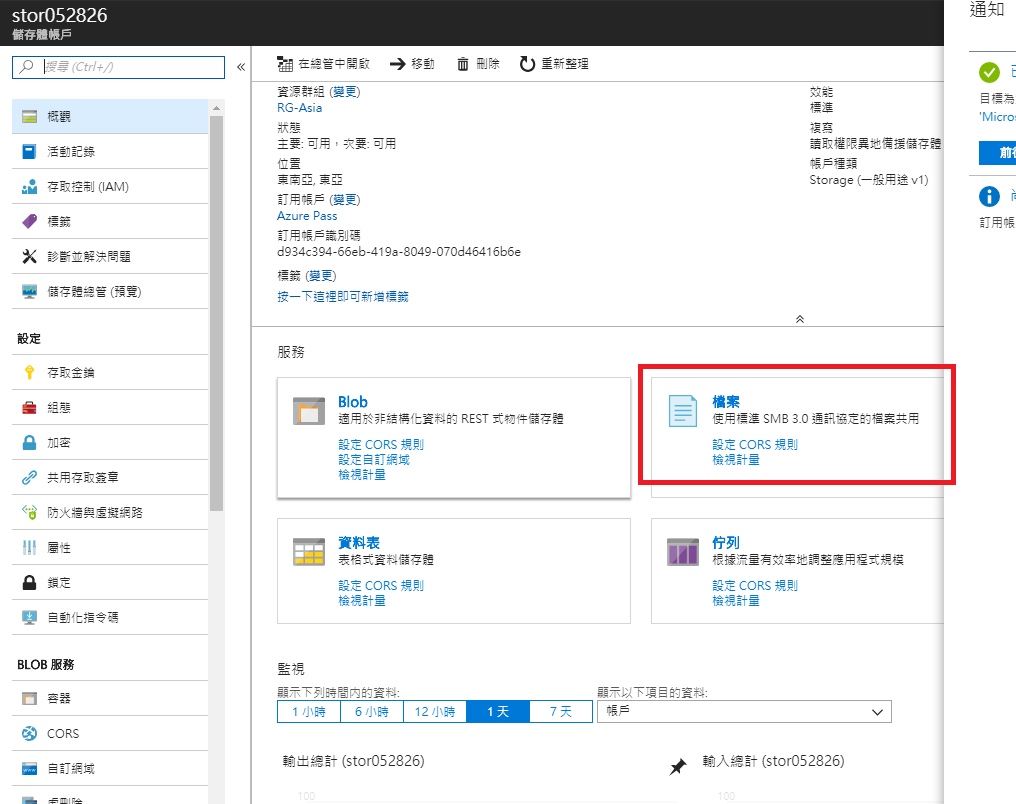 stor052826
儲存體帳戶
通知
搜尋 (Ctrl+/)
«
概觀
活動記錄
存取控制 (IAM)
標籤
診斷並解決問題
儲存體總管 (預覽)
設定
存取金鑰
組態
加密
共用存取簽章
防火牆與虛擬網路
屬性
鎖定
自動化指令碼
BLOB 服務
容器
CORS
自訂網域
在總管中開啟
移動
刪除
重新整理
資源群組 (變更)
RG-Asia
狀態
主要: 可用，次要: 可用
位置
東南亞, 東亞
訂用帳戶 (變更)
Azure Pass
訂用帳戶識別碼
d934c394-66eb-419a-8049-070d46416b6e
標籤 (變更)
按一下這裡即可新增標籤
效能
標準
複寫
讀取權限異地備援儲存體
帳戶種類
Storage (一般用途 v1)
服務
Blob
適用於非結構化資料的 REST 式物件儲存體
設定 CORS 規則
設定自訂網域
檢視計量
檔案
使用標準 SMB 3.0 通訊協定的檔案共用
設定 CORS 規則
檢視計量
資料表
表格式資料儲存體
設定 CORS 規則
檢視計量
佇列
根據流量有效率地調整應用程式規模
設定 CORS 規則
檢視計量
監視
顯示下列時間內的資料:
1 小時
6 小時
12 小時
1 天
7 天
顯示以下項目的資料:
帳戶
輸出總計 (stor052826)
100
輸入總計 (stor052826)
100
目標為
'Micros
前往
訂用帳